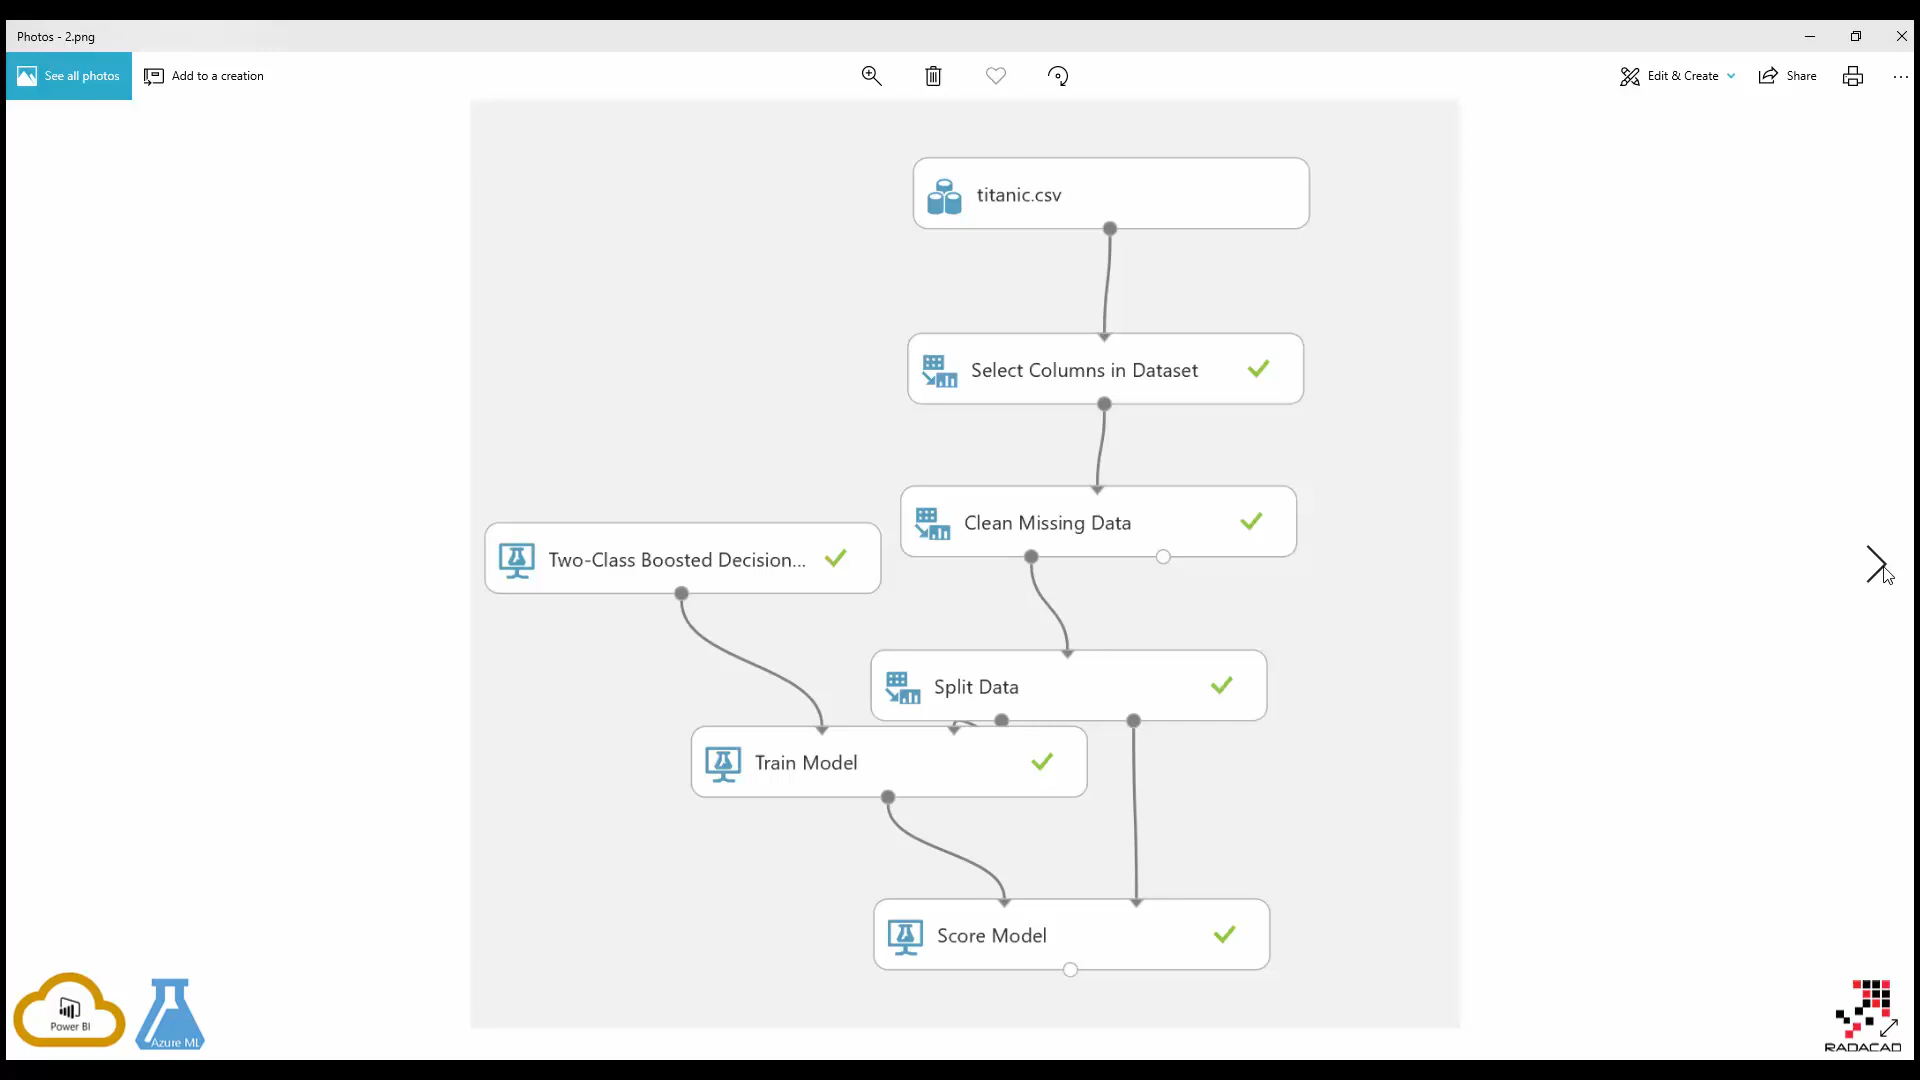 Photos - 2.png
See all photos
Add to a creation
Edit & Create
Share
titanic.csv
Select Columns in Dataset
Clean Missing Data
Two-Class Boosted Decision...
Split Data
Train Model
Score Model
Power BI
Azure ML
RADACAD